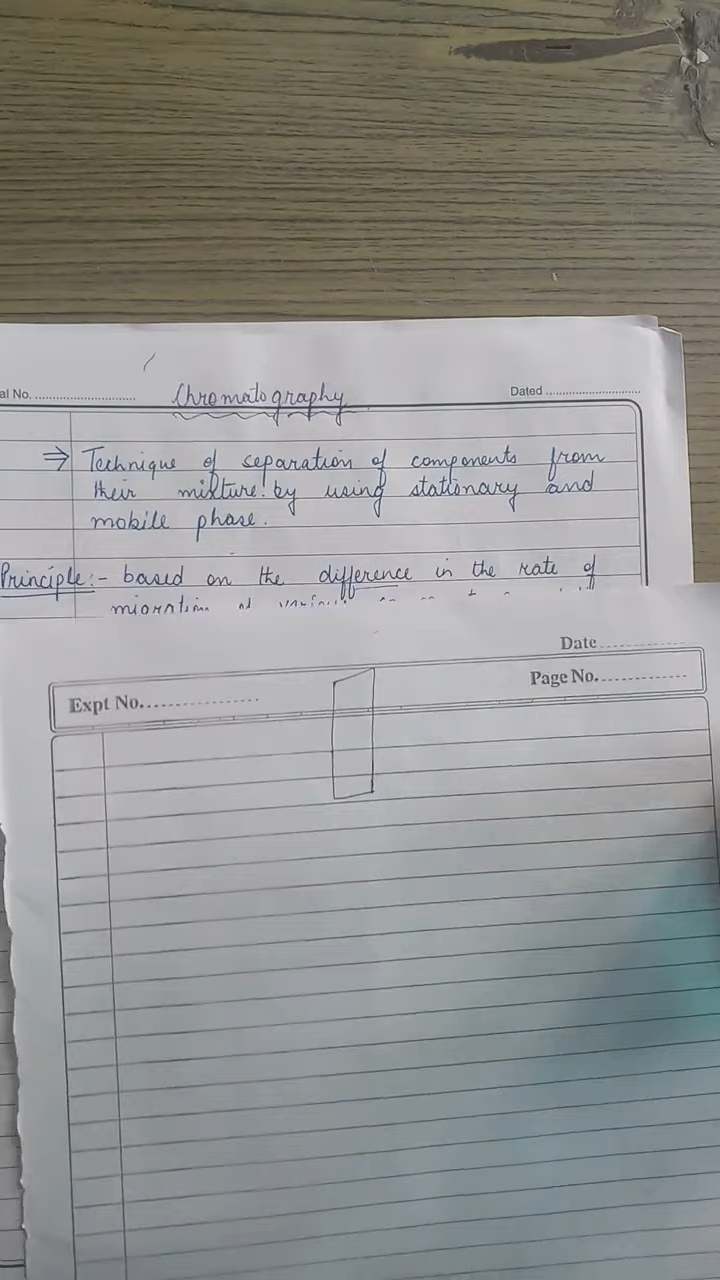 al No. ..............................
Chromatography
Dated ............................
⇒ Technique of separation of components from
their mixture by using stationary and
mobile phase.
Principle:- based on the difference in the rate of
Date....................
Expt No......................
Page No....................